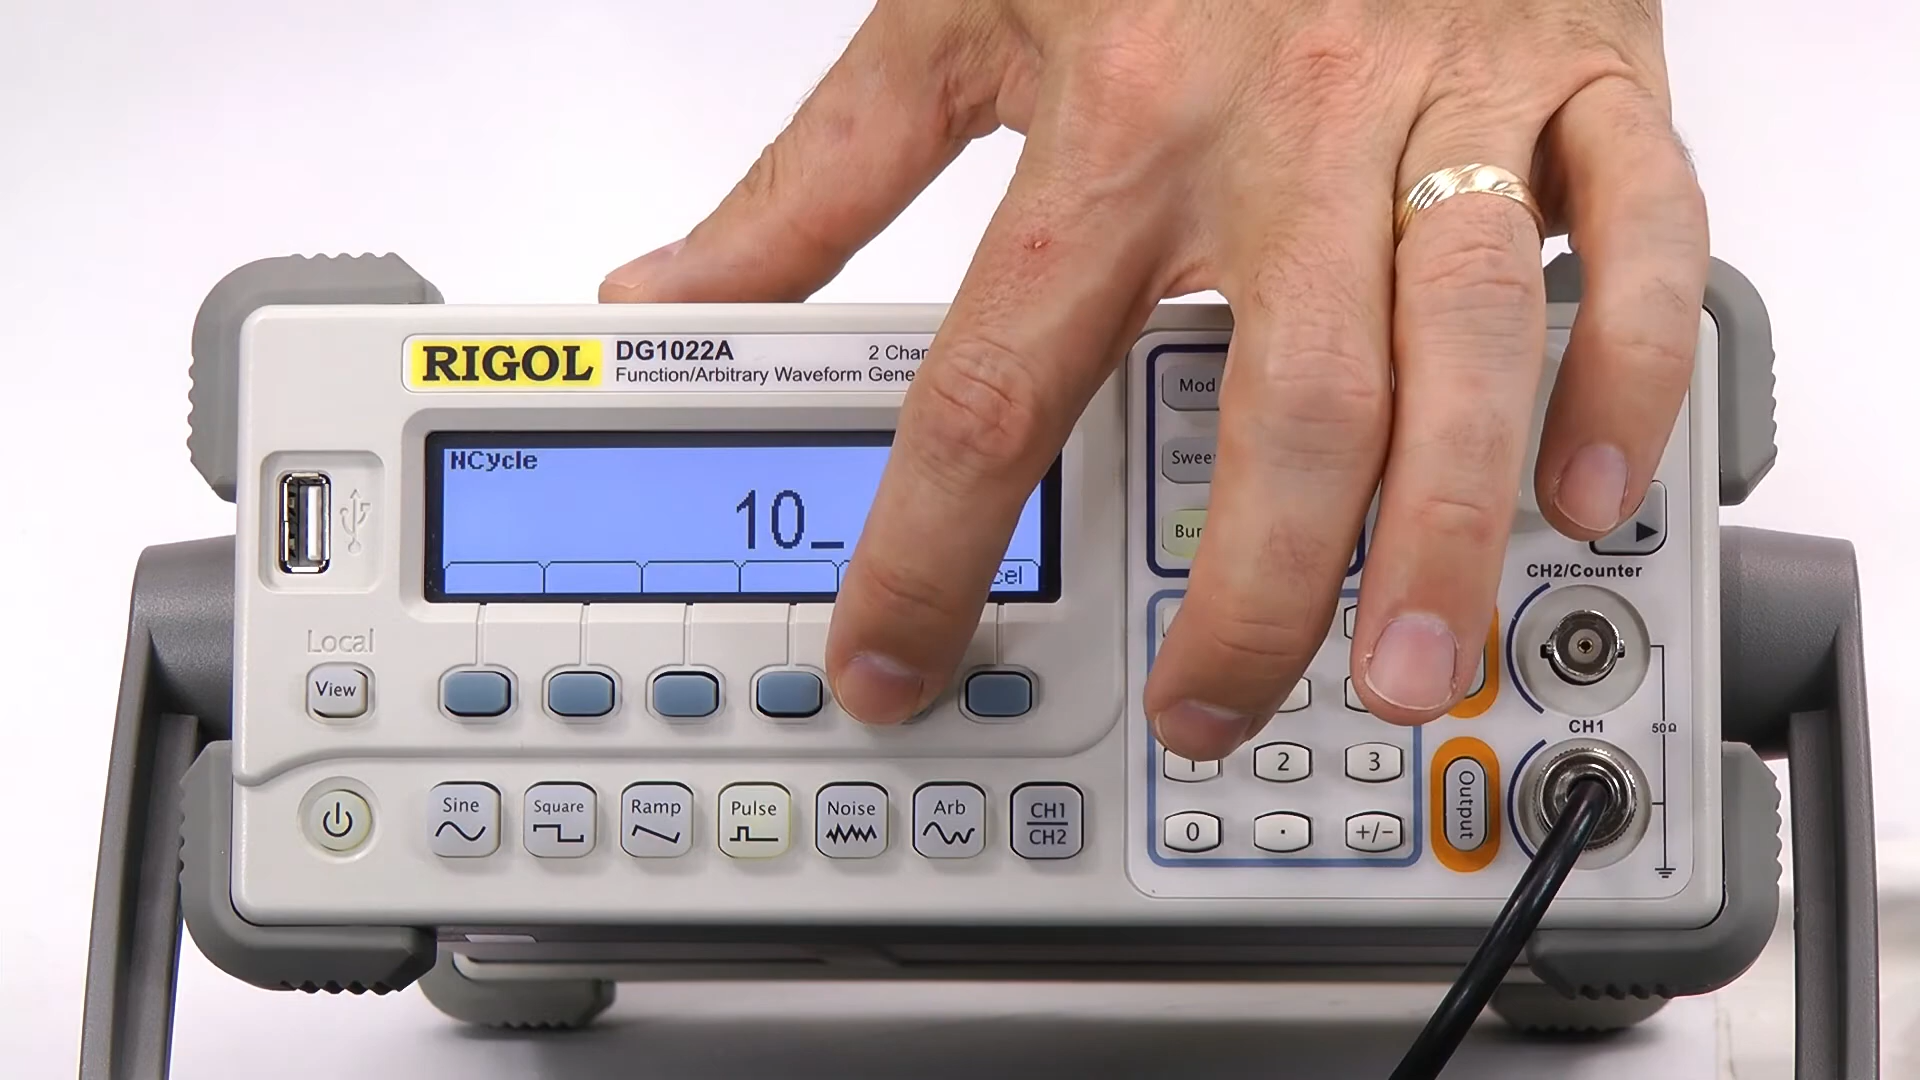 RIGOL
DG1022A
2 Chan
Function/Arbitrary Waveform Gene
NCycle
10_
cel
Mod
Swee
Bur
CH2/Counter
Local
View
CH1
50Ω
1 2 3
0 . +/-
Output
Sine
Square
Ramp
Pulse
Noise
Arb
CH1
CH2